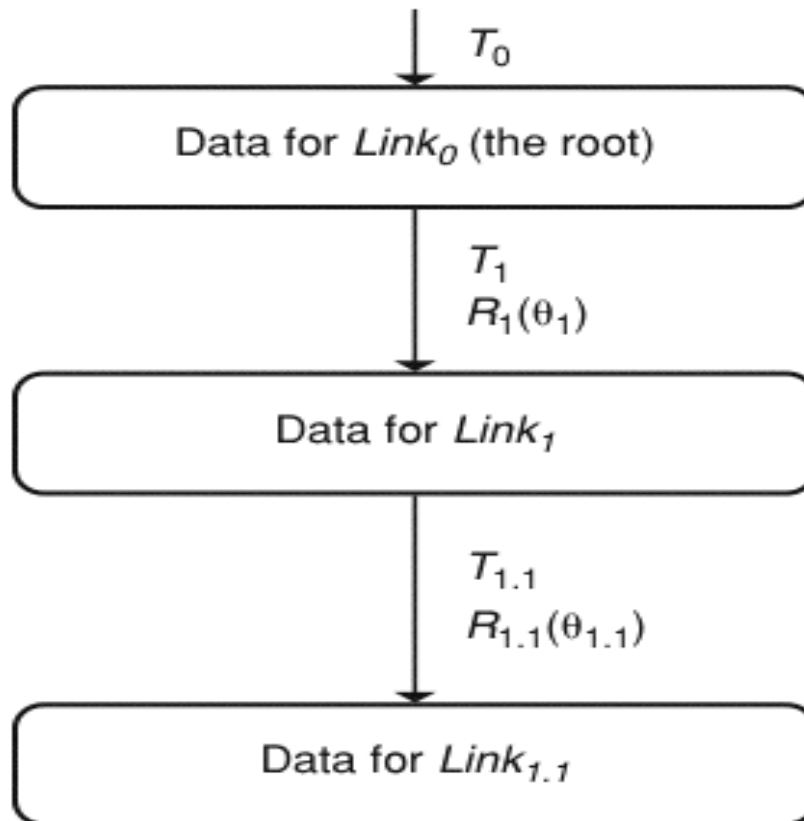 T₀
Data for Link₀ (the root)
T₁
R₁(θ₁)
Data for Link₁
T₁.₁
R₁.₁(θ₁.₁)
Data for Link₁.₁